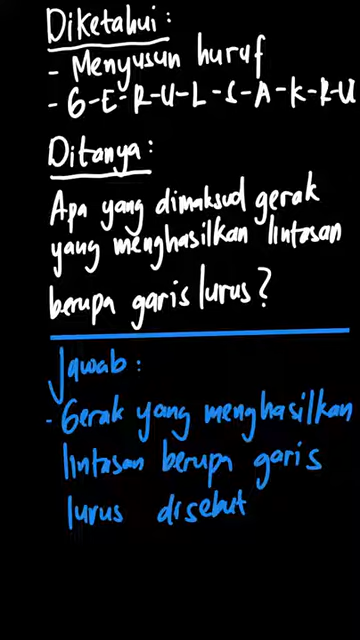 Diketahui:
- Menyusun huruf
- G-E-R-U-L-S-A-K-R-U
Ditanya:
Apa yang dimaksud gerak
yang menghasilkan lintasan
berupa garis lurus?
Jawab:
- Gerak yang menghasilkan
lintasan berupa garis
lurus disebut